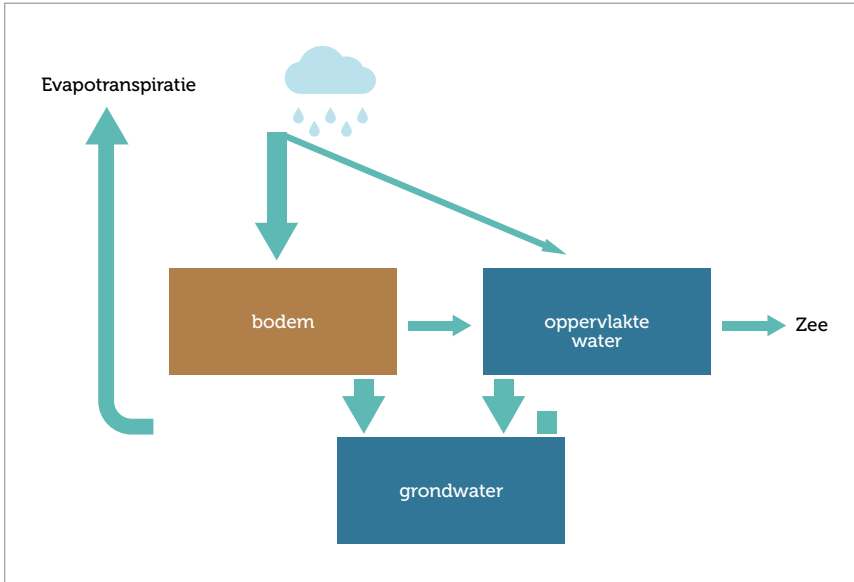 Evapotranspiratie
bodem
oppervlakte
water
Zee
grondwater